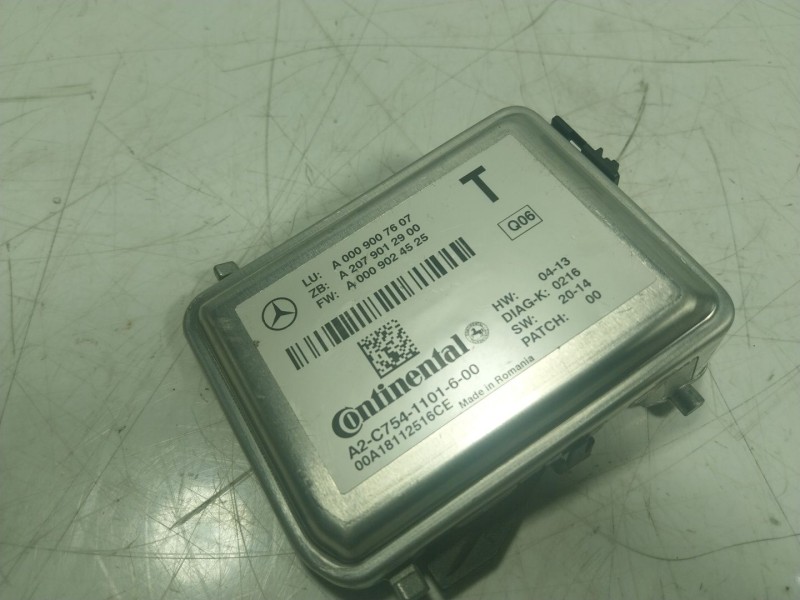 T
Q06
LU: A 000 900 76 07
ZB: A 207 901 29 00
FW: A 000 902 45 25
HW: 04-13
DIAG-K: 0216
SW: 20-14
PATCH: 00
Continental
A2-C754-1101-6-00
00A18112516CE Made in Romania